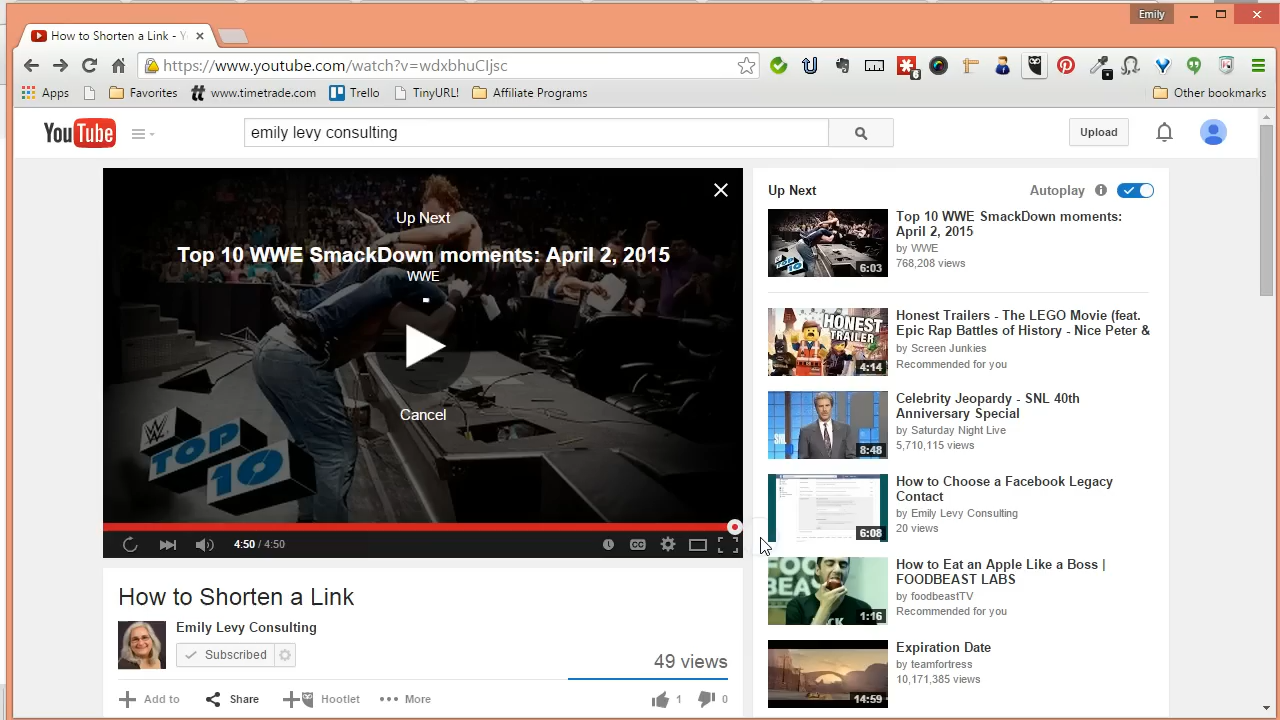 Emily
How to Shorten a Link - Y
https://www.youtube.com/watch?v=wdxbhuCIjsc
6
Apps
Favorites
www.timetrade.com
Trello
TinyURL!
Affiliate Programs
Other bookmarks
YouTube
emily levy consulting
Upload
Up Next
Top 10 WWE SmackDown moments: April 2, 2015
WWE
Cancel
W
TOP
10
4:50 / 4:50
CC
How to Shorten a Link
Emily Levy Consulting
Subscribed
49 views
Add to
Share
Hootlet
More
1
0
Up Next
Autoplay
Top 10 WWE SmackDown moments:
April 2, 2015
by WWE
768,208 views
TOP
10
6:03
Honest Trailers - The LEGO Movie (feat.
Epic Rap Battles of History - Nice Peter &
by Screen Junkies
Recommended for you
HONEST
TRAILER
4:14
Celebrity Jeopardy - SNL 40th
Anniversary Special
by Saturday Night Live
5,710,115 views
SNL
8:48
How to Choose a Facebook Legacy
Contact
by Emily Levy Consulting
20 views
6:08
How to Eat an Apple Like a Boss |
FOODBEAST LABS
by foodbeastTV
Recommended for you
1:16
Expiration Date
by teamfortress
10,171,385 views
14:59